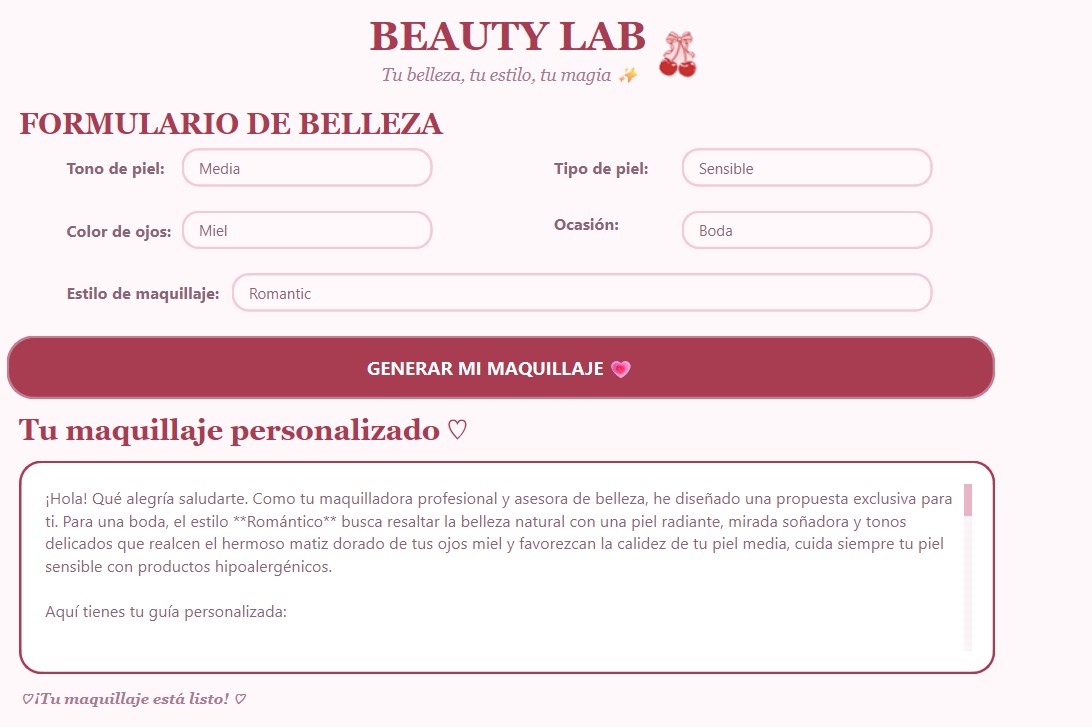 BEAUTY LAB
Tu belleza, tu estilo, tu magia ✨
FORMULARIO DE BELLEZA
Tono de piel: Media
Tipo de piel: Sensible
Color de ojos: Miel
Ocasión: Boda
Estilo de maquillaje: Romantic
GENERAR MI MAQUILLAJE 💗
Tu maquillaje personalizado ♡
¡Hola! Qué alegría saludarte. Como tu maquilladora profesional y asesora de belleza, he diseñado una propuesta exclusiva para
ti. Para una boda, el estilo **Romántico** busca resaltar la belleza natural con una piel radiante, mirada soñadora y tonos
delicados que realcen el hermoso matiz dorado de tus ojos miel y favorezcan la calidez de tu piel media, cuida siempre tu piel
sensible con productos hipoalergénicos.
Aquí tienes tu guía personalizada:
♡¡Tu maquillaje está listo! ♡